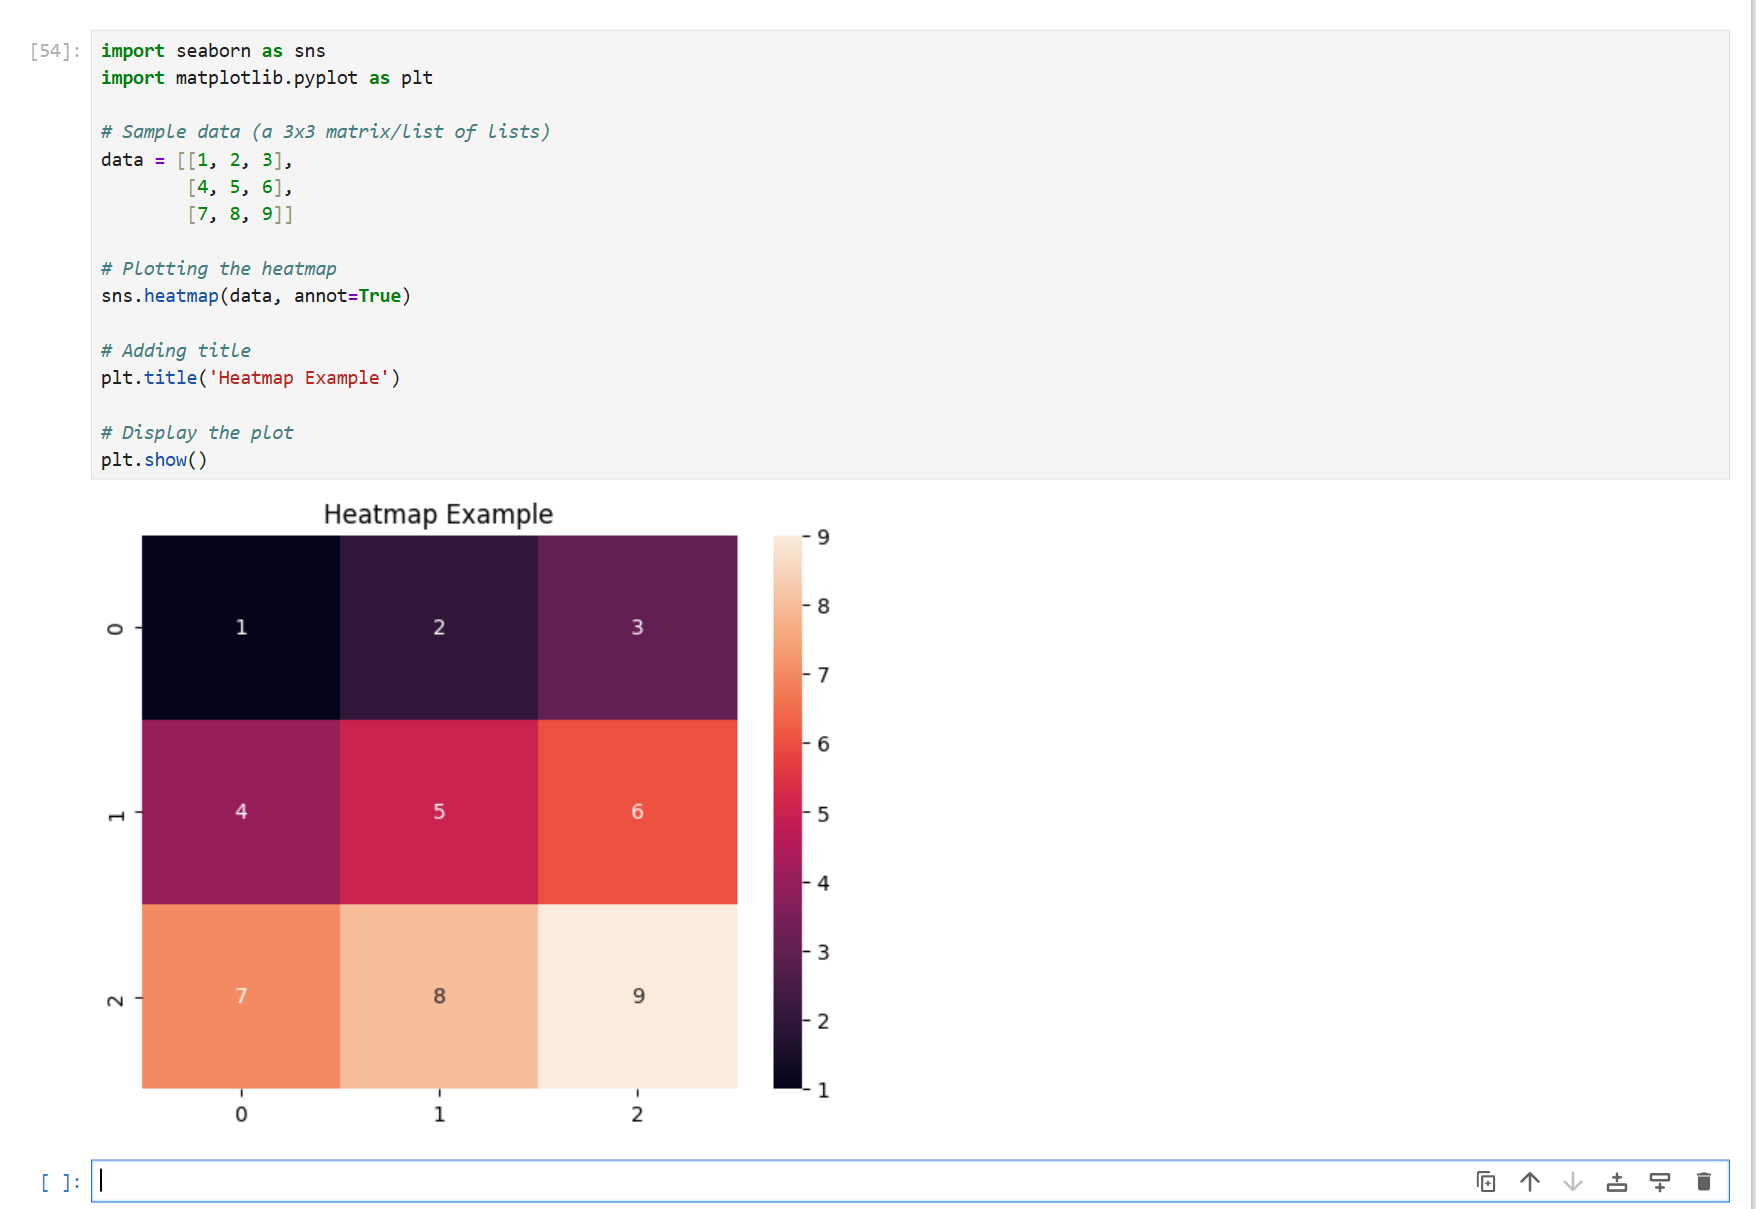 [54]:
import seaborn as sns
import matplotlib.pyplot as plt
# Sample data (a 3x3 matrix/list of lists)
data = [[1, 2, 3],
        [4, 5, 6],
        [7, 8, 9]]
# Plotting the heatmap
sns.heatmap(data, annot=True)
# Adding title
plt.title('Heatmap Example')
# Display the plot
plt.show()
Heatmap Example
0
1 2 3
1
4 5 6
2
7 8 9
0 1 2
9
8
7
6
5
4
3
2
1
[ ]: